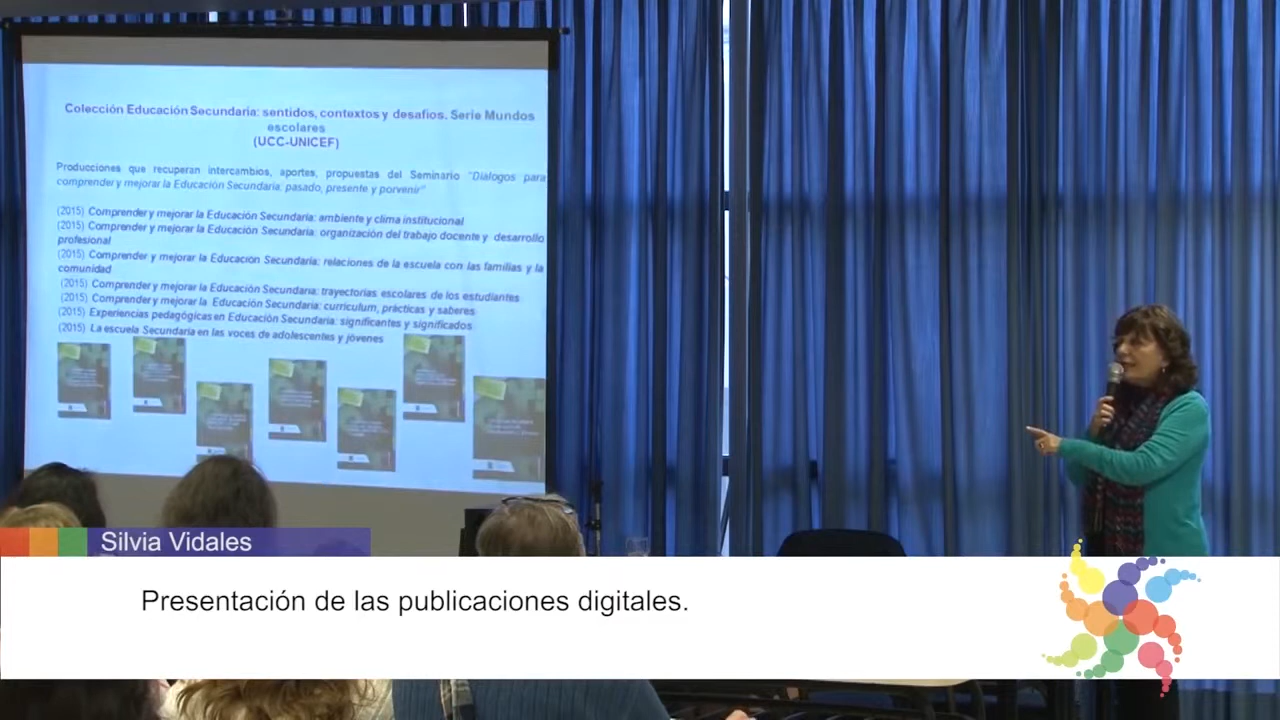 Colección Educación Secundaria: sentidos, contextos y desafíos. Serie Mundos
escolares
(UCC-UNICEF)
Producciones que recuperan intercambios, aportes, propuestas del Seminario "Dialogos para
comprender y mejorar la Educación Secundaria, pasado, presente y porvenir"
(2015) Comprender y mejorar la Educación Secundaria: ambiente y clima institucional
(2015) Comprender y mejorar la Educación Secundaria: organización del trabajo docente y desarrollo
profesional
(2015) Comprender y mejorar la Educación Secundaria: relaciones de la escuela con las familias y la
comunidad
(2015) Comprender y mejorar la Educación Secundaria: trayectorias escolares de los estudiantes
(2015) Comprender y mejorar la Educación Secundaria: curriculum, prácticas y saberes
(2015) Experiencias pedagógicas en Educación Secundaria: significantes y significados
(2015) La escuela Secundaria en las voces de adolescentes y jóvenes
Silvia Vidales
Presentación de las publicaciones digitales.